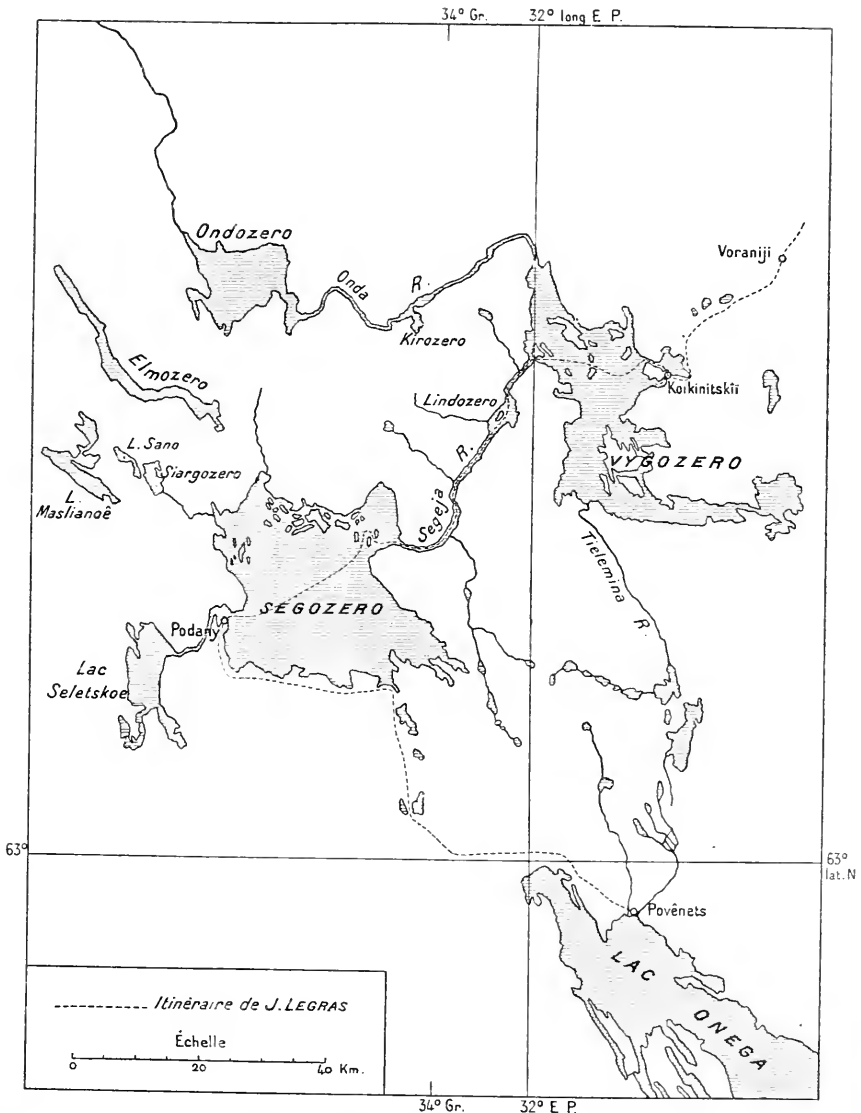 34° Gr. 32° long E P.
Ondozero
Voraniji
Onda R.
Kirozero
Elmozero
Koikinitskiï
Lindozero
L. Sano
Siargozero
VYGOZERO
L. Maslianoê
Segeja R.
Tielemina R.
SEGOZERO
Podany
Lac
Seletskoe
63°
63°
lat. N
Povênets
LAC
ONEGA
Itinéraire de J. LEGRAS
Échelle
0 20 40 Km.
34° Gr. 32° E P.